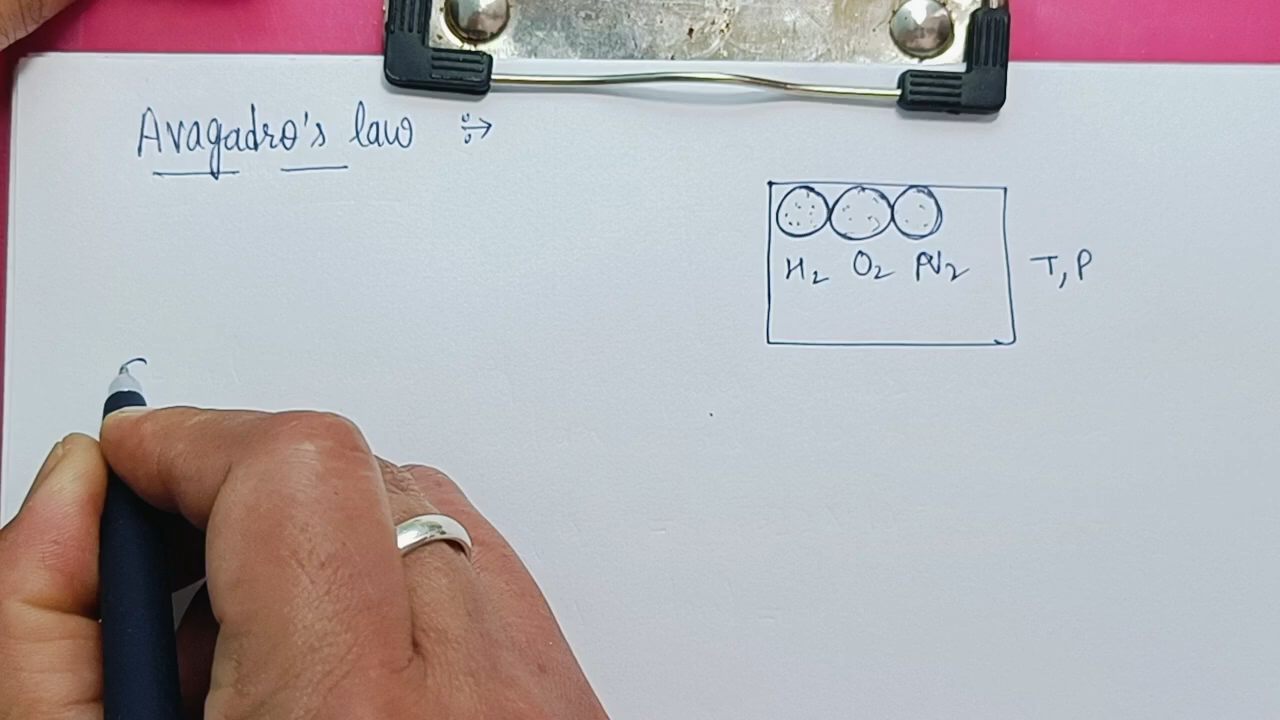 Avagadro's law
H₂ O₂ N₂ T, P